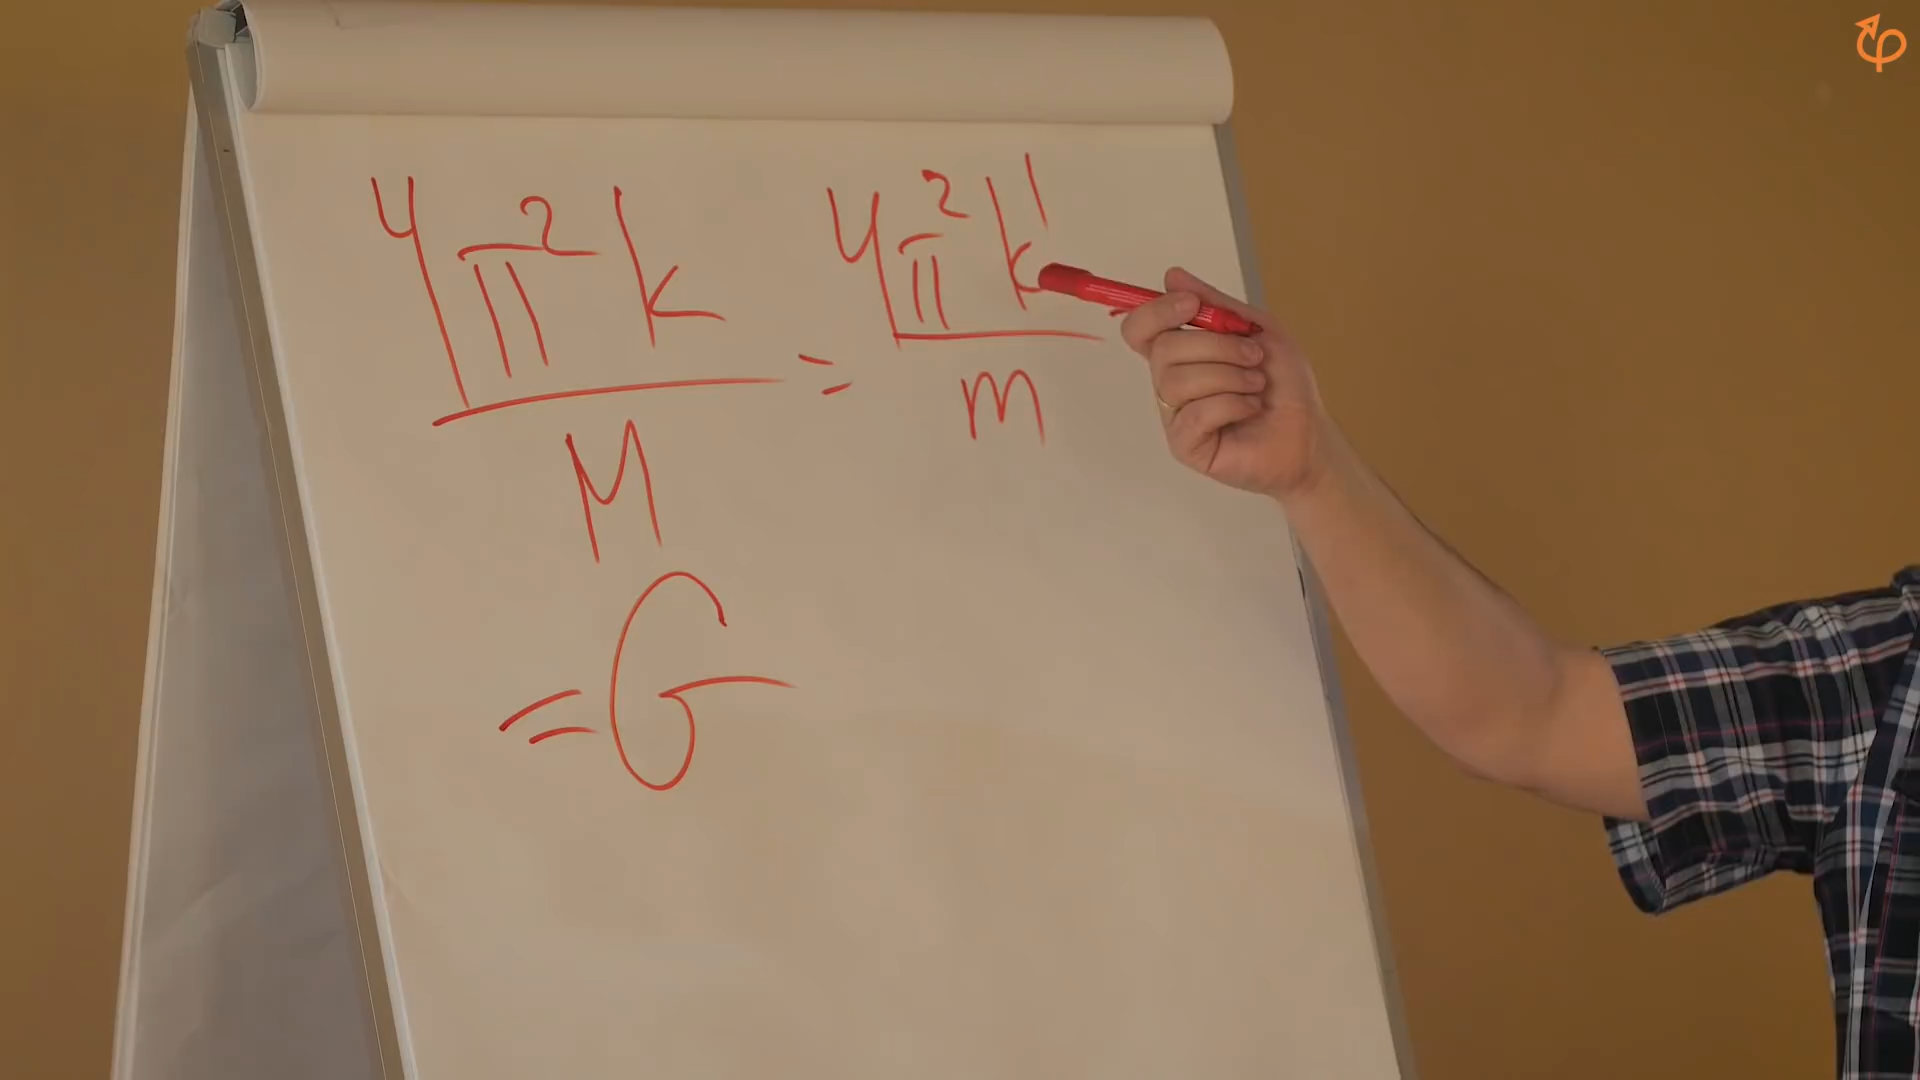 4π²k / M = 4π²k' / m =
= G